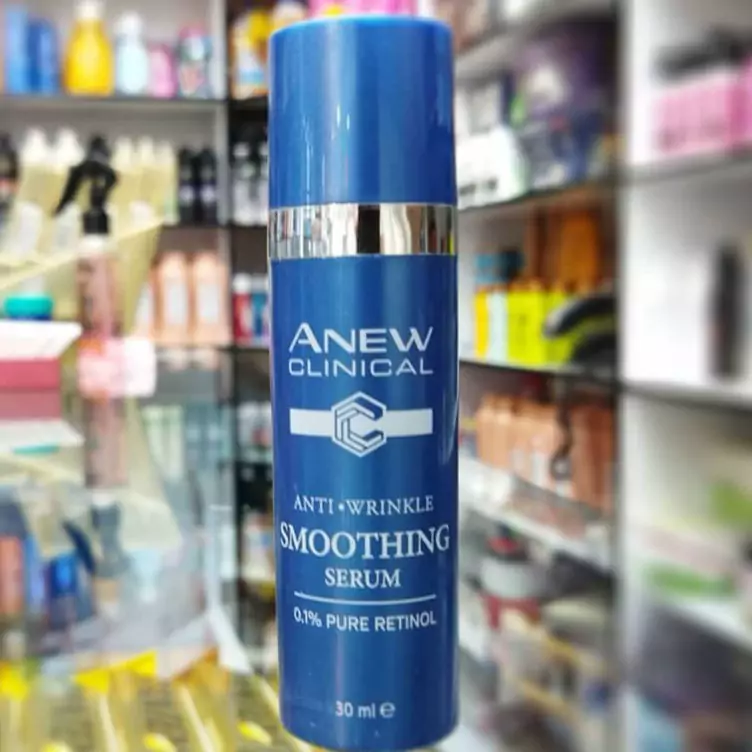 ANEW
CLINICAL
ANTI•WRINKLE
SMOOTHING
SERUM
0.1% PURE RETINOL
30 ml ℮